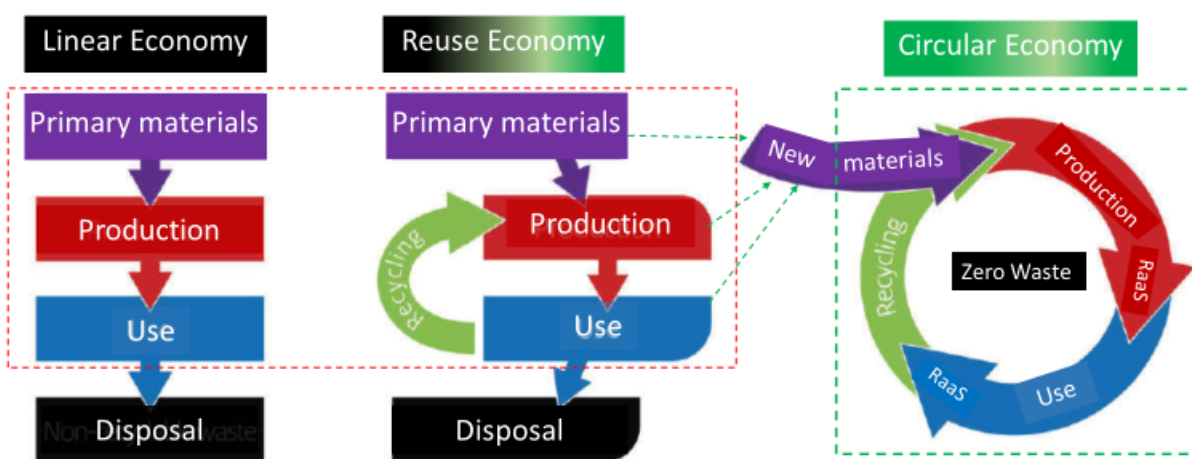 Linear Economy
Primary materials
Production
Use
Disposal
Reuse Economy
Primary materials
Production
Recycling
Use
Disposal
Circular Economy
New materials
Production
RaaS
Use
RaaS
Recycling
Zero Waste